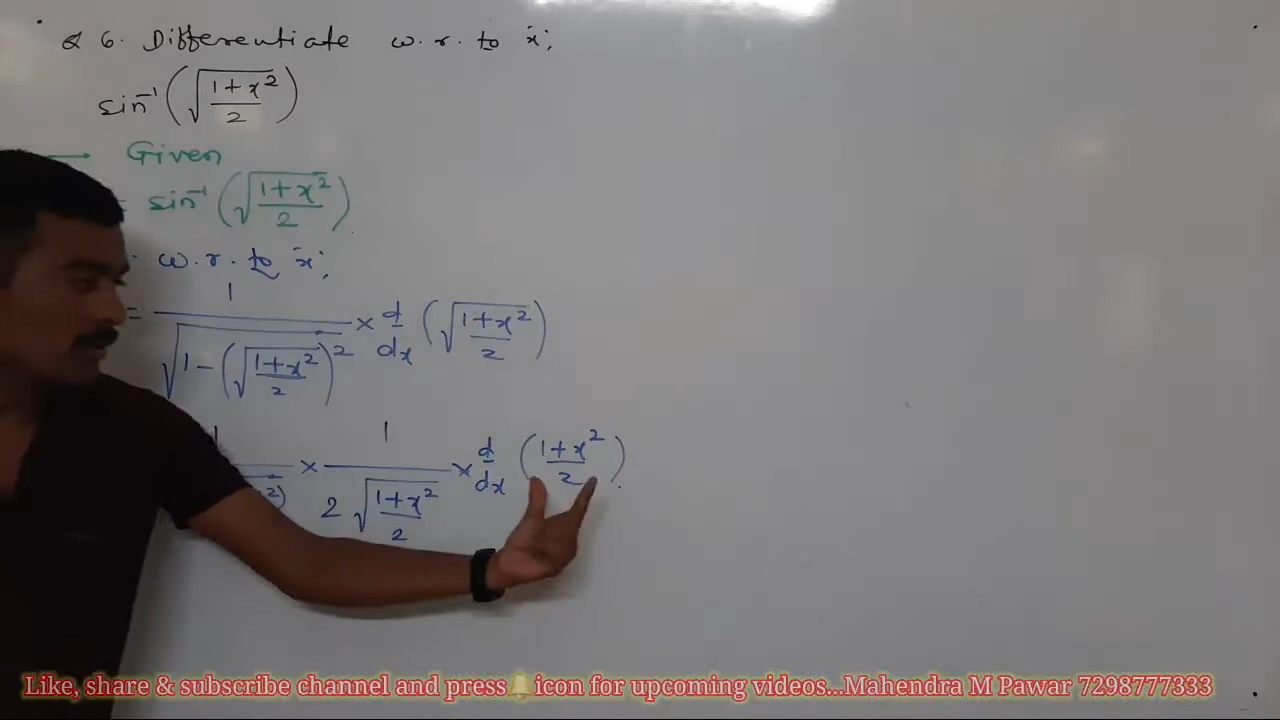 Q 6. Differentiate w.r. to x;
sin⁻¹ (√((1+x²)/2))
→ Given
= sin⁻¹ (√((1+x²)/2)).
w.r. to x;
= 1/√(1-(√((1+x²)/2))²) × d/dx (√((1+x²)/2))
× 1/(2√((1+x²)/2)) × d/dx ((1+x²)/2).
Like, share & subscribe channel and press🔔icon for upcoming videos...Mahendra M Pawar 7298777333